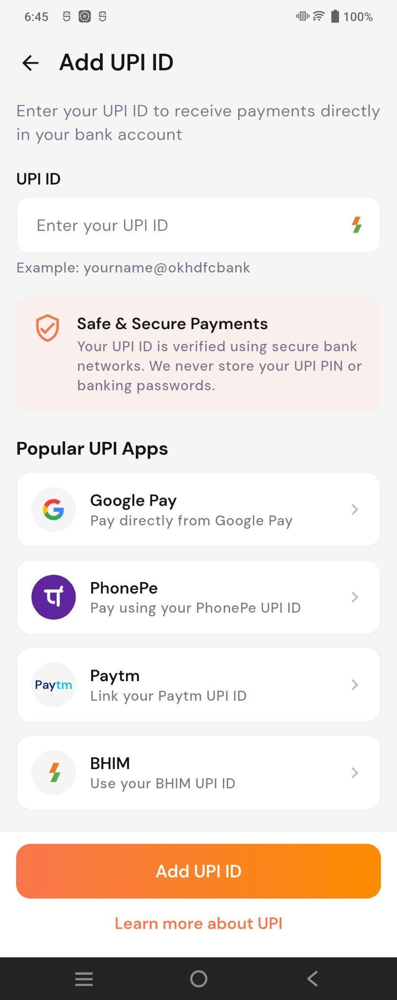 6:45
100%
Add UPI ID
Enter your UPI ID to receive payments directly
in your bank account
UPI ID
Enter your UPI ID
Example: yourname@okhdfcbank
Safe & Secure Payments
Your UPI ID is verified using secure bank
networks. We never store your UPI PIN or
banking passwords.
Popular UPI Apps
Google Pay
Pay directly from Google Pay
पे
PhonePe
Pay using your PhonePe UPI ID
Paytm
Paytm
Link your Paytm UPI ID
BHIM
Use your BHIM UPI ID
Add UPI ID
Learn more about UPI